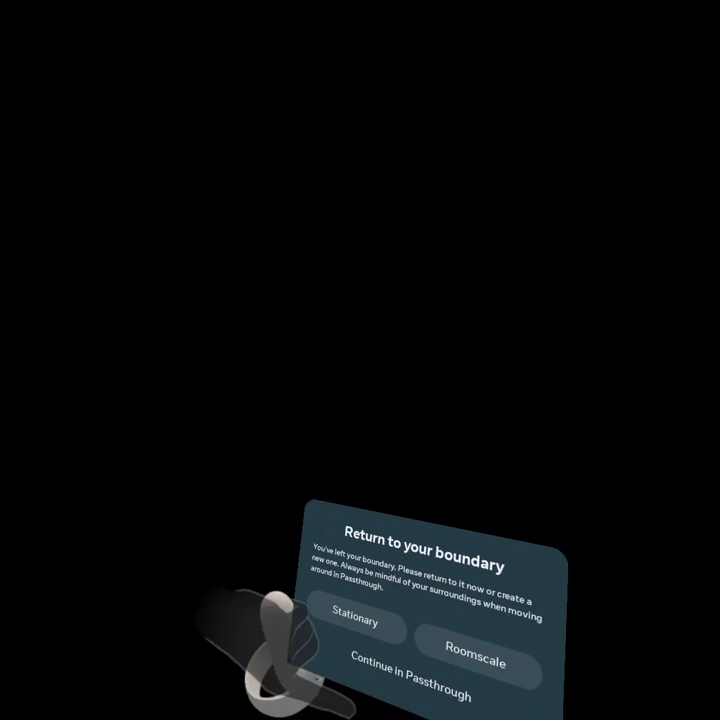 Return to your boundary
You've left your boundary. Please return to it now or create a
new one. Always be mindful of your surroundings when moving
around in Passthrough.
Stationary
Roomscale
Continue in Passthrough